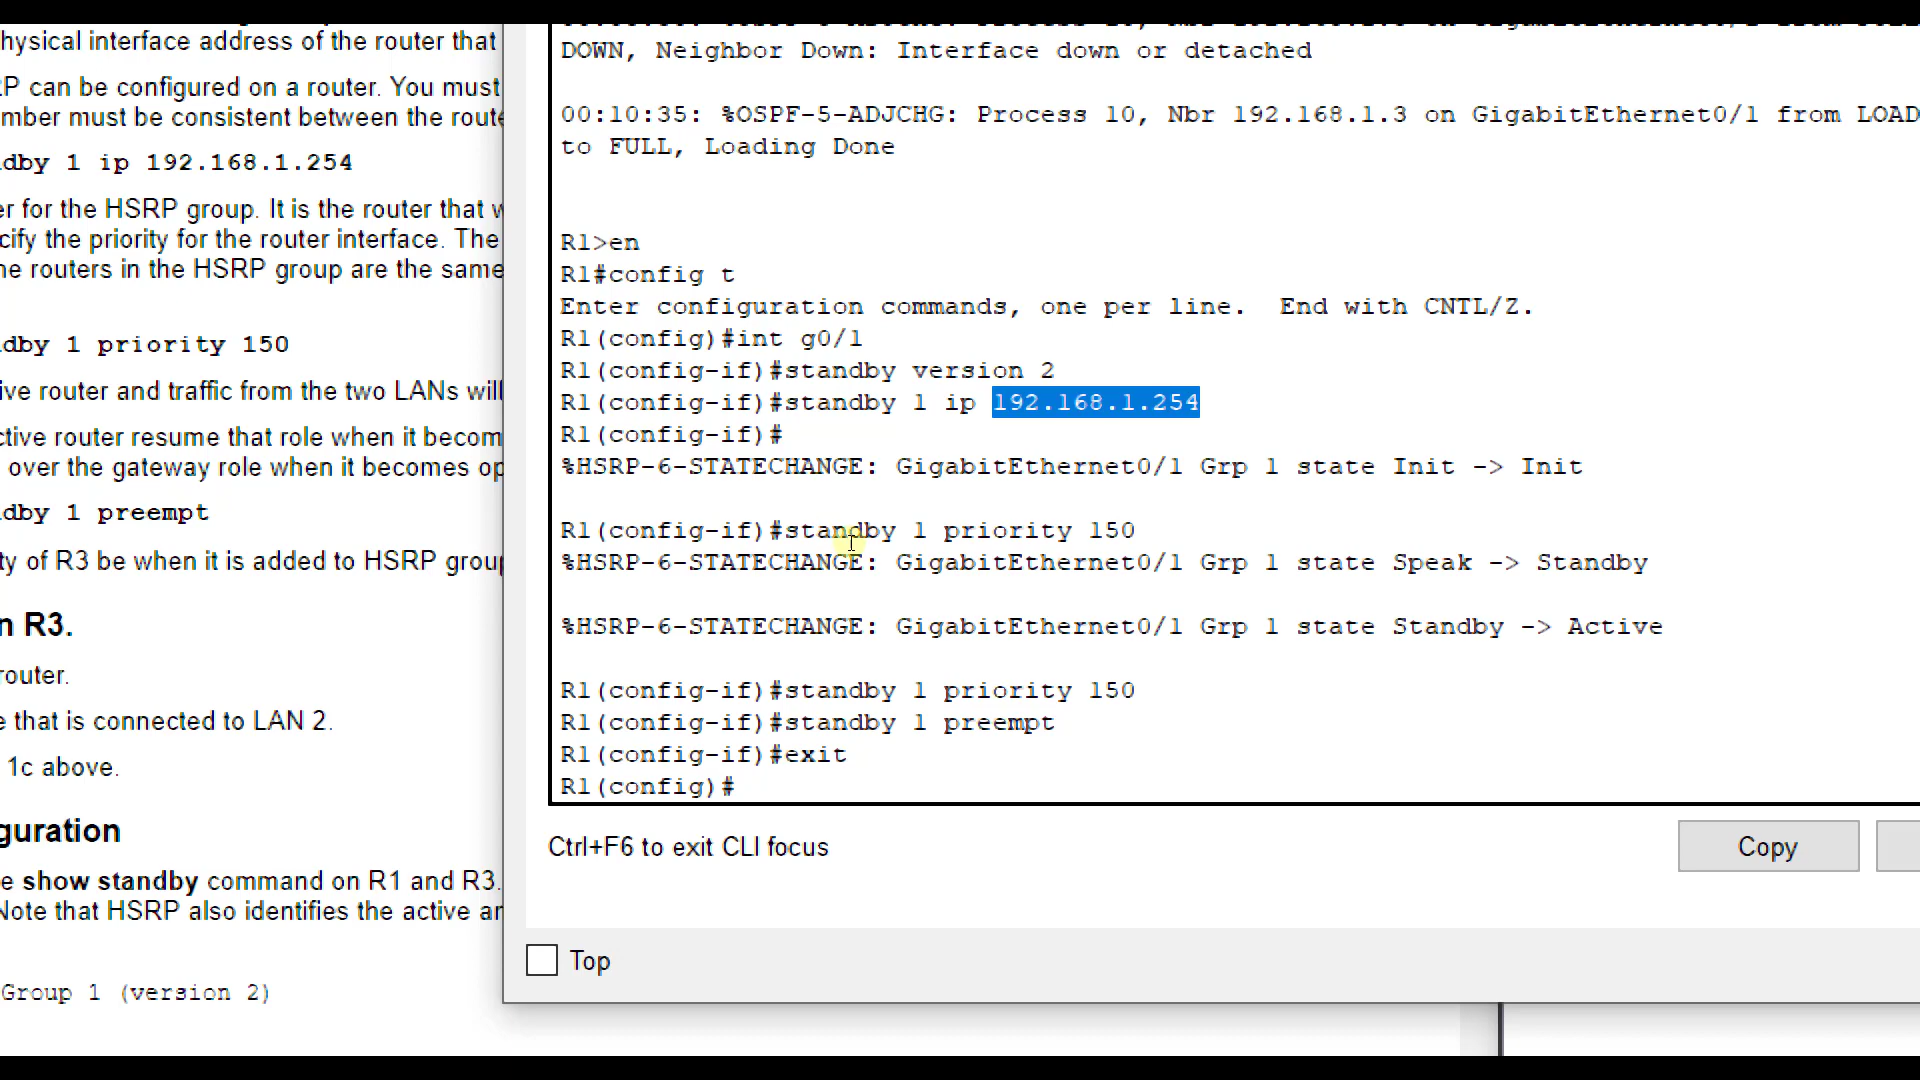 hysical interface address of the router that
P can be configured on a router. You must
mber must be consistent between the route
dby 1 ip 192.168.1.254
er for the HSRP group. It is the router that w
cify the priority for the router interface. The
he routers in the HSRP group are the same
dby 1 priority 150
ive router and traffic from the two LANs will
ctive router resume that role when it becom
over the gateway role when it becomes op
dby 1 preempt
ty of R3 be when it is added to HSRP group
n R3.
router.
e that is connected to LAN 2.
1c above.
guration
e show standby command on R1 and R3.
Note that HSRP also identifies the active an
Group 1 (version 2)
DOWN, Neighbor Down: Interface down or detached
00:10:35: %OSPF-5-ADJCHG: Process 10, Nbr 192.168.1.3 on GigabitEthernet0/1 from LOAD
to FULL, Loading Done
R1>en
R1#config t
Enter configuration commands, one per line.  End with CNTL/Z.
R1(config)#int g0/1
R1(config-if)#standby version 2
R1(config-if)#standby 1 ip 192.168.1.254
R1(config-if)#
%HSRP-6-STATECHANGE: GigabitEthernet0/1 Grp 1 state Init -> Init
R1(config-if)#standby 1 priority 150
%HSRP-6-STATECHANGE: GigabitEthernet0/1 Grp 1 state Speak -> Standby
%HSRP-6-STATECHANGE: GigabitEthernet0/1 Grp 1 state Standby -> Active
R1(config-if)#standby 1 priority 150
R1(config-if)#standby 1 preempt
R1(config-if)#exit
R1(config)#
Ctrl+F6 to exit CLI focus
Copy
Top